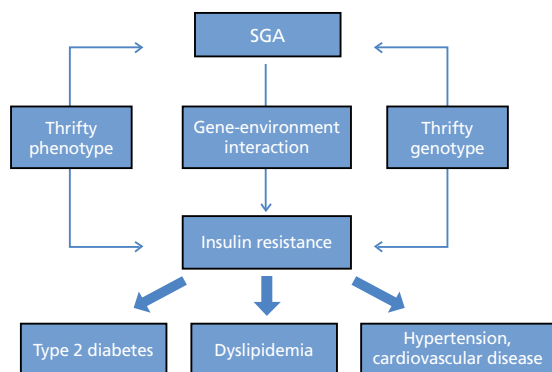 SGA
Thrifty
phenotype
Gene-environment
interaction
Thrifty
genotype
Insulin resistance
Type 2 diabetes
Dyslipidemia
Hypertension,
cardiovascular disease